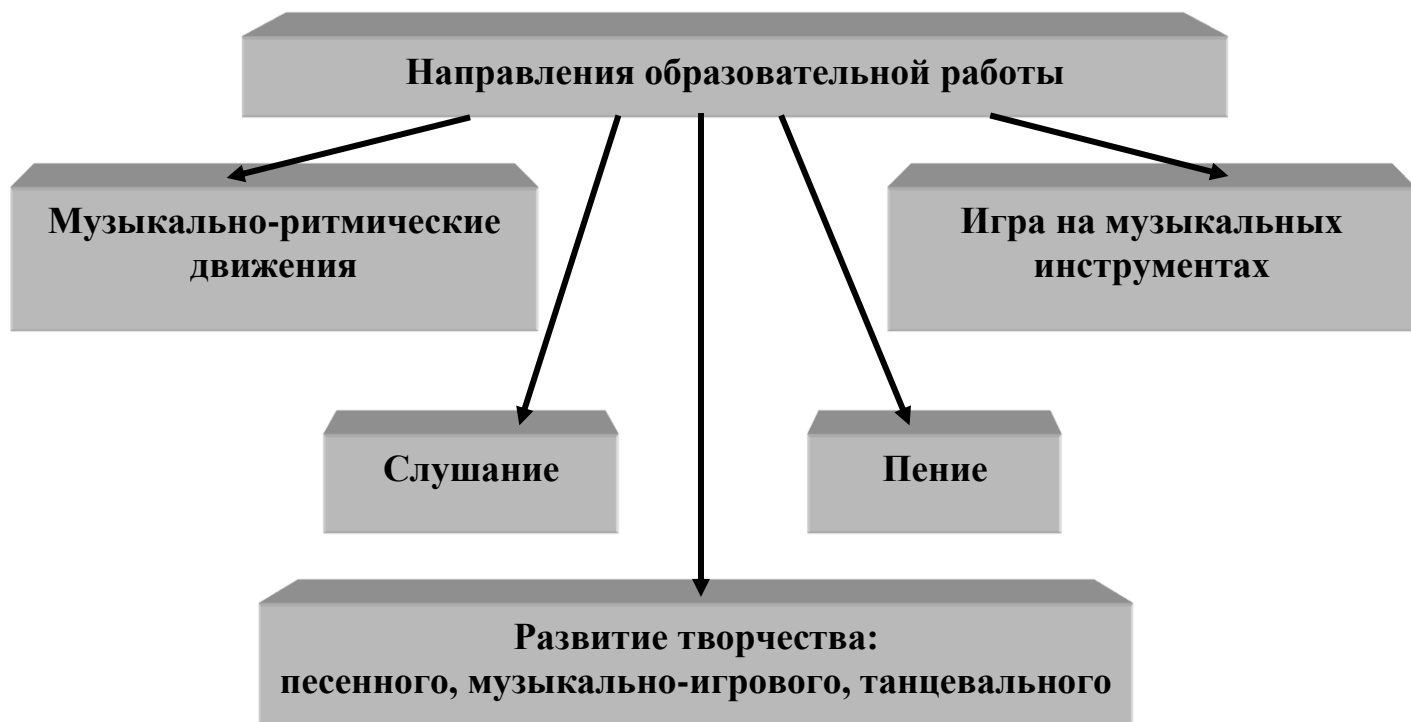 Направления образовательной работы
Музыкально-ритмические
движения
Игра на музыкальных
инструментах
Слушание
Пение
Развитие творчества:
песенного, музыкально-игрового, танцевального